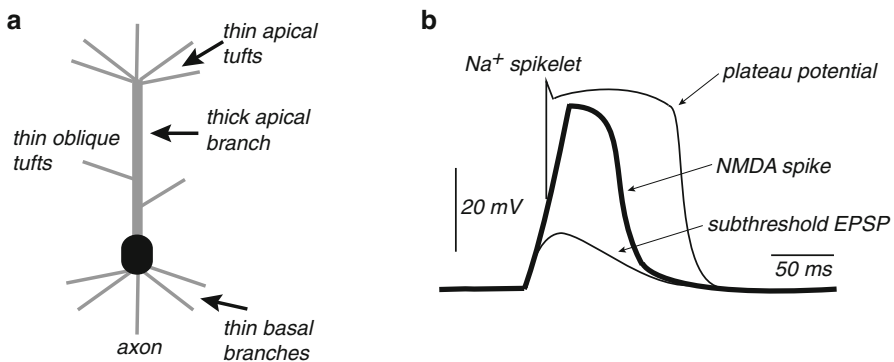 a
thin apical
tufts
thick apical
branch
thin oblique
tufts
thin basal
branches
axon
b
Na+ spikelet
plateau potential
NMDA spike
20 mV
subthreshold EPSP
50 ms